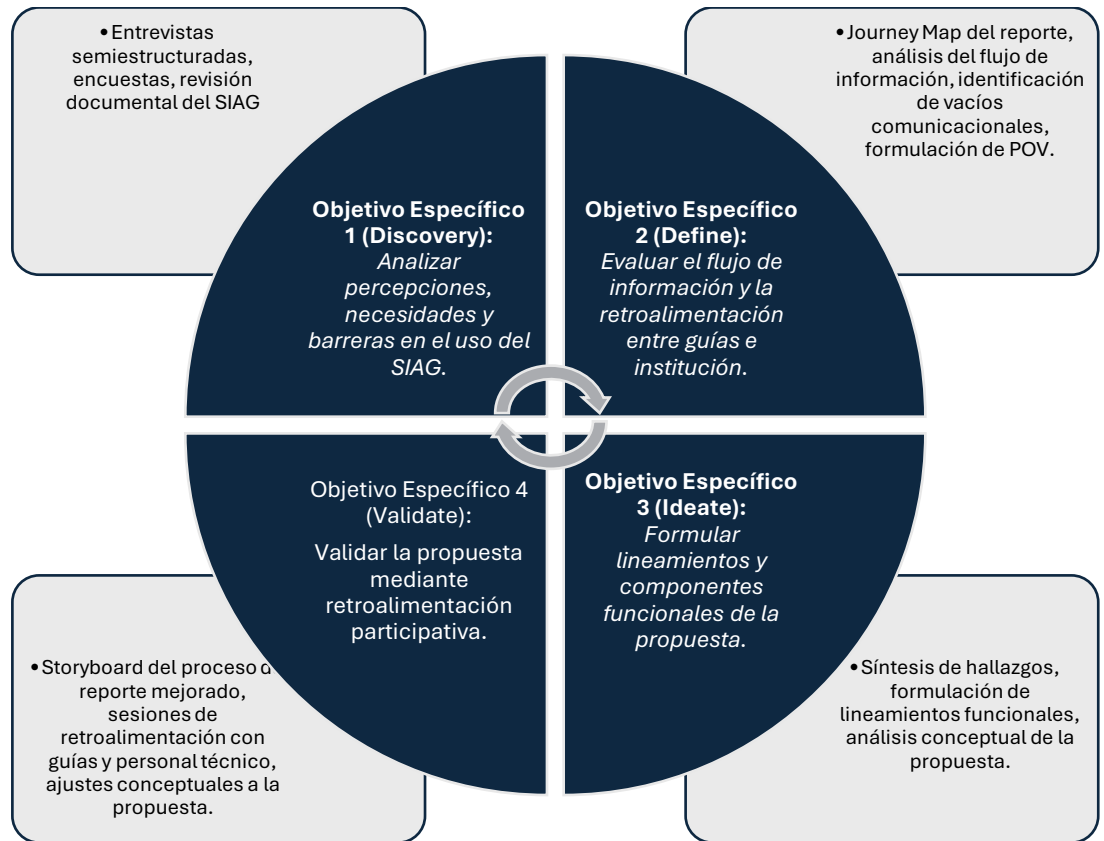 •Entrevistas
semiestructuradas,
encuestas, revisión
documental del SIAG
•Journey Map del reporte,
análisis del flujo de
información, identificación
de vacíos
comunicacionales,
formulación de POV.
Objetivo Específico
1 (Discovery):
Analizar
percepciones,
necesidades y
barreras en el uso del
SIAG.
Objetivo Específico
2 (Define):
Evaluar el flujo de
información y la
retroalimentación
entre guías e
institución.
Objetivo Específico 4
(Validate):
Validar la propuesta
mediante
retroalimentación
participativa.
Objetivo Específico
3 (Ideate):
Formular
lineamientos y
componentes
funcionales de la
propuesta.
•Storyboard del proceso
reporte mejorado,
sesiones de
retroalimentación con
guías y personal técnico,
ajustes conceptuales a la
propuesta.
•Síntesis de hallazgos,
formulación de
lineamientos funcionales,
análisis conceptual de la
propuesta.